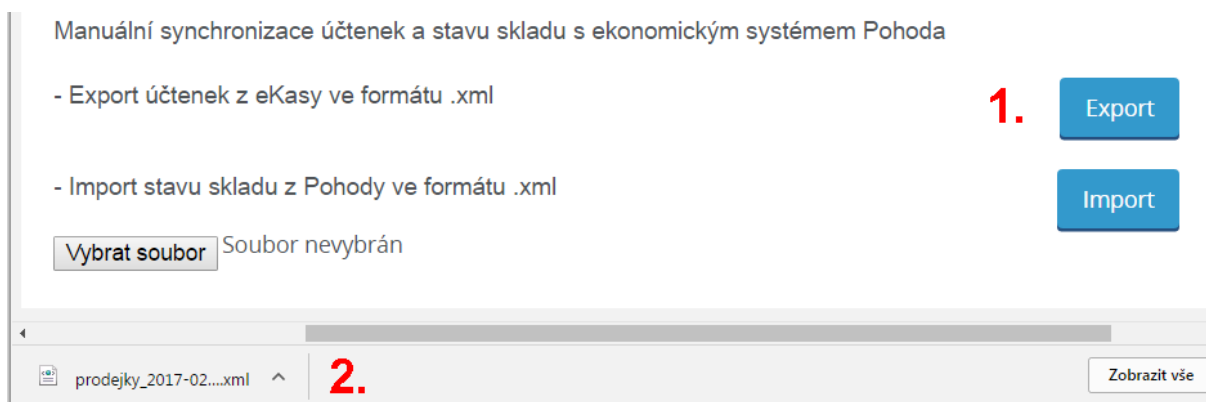 Manuální synchronizace účtenek a stavu skladu s ekonomickým systémem Pohoda
- Export účtenek z eKasy ve formátu .xml
1.
Export
- Import stavu skladu z Pohody ve formátu .xml
Import
Vybrat soubor Soubor nevybrán
prodejky_2017-02....xml
2.
Zobrazit vše